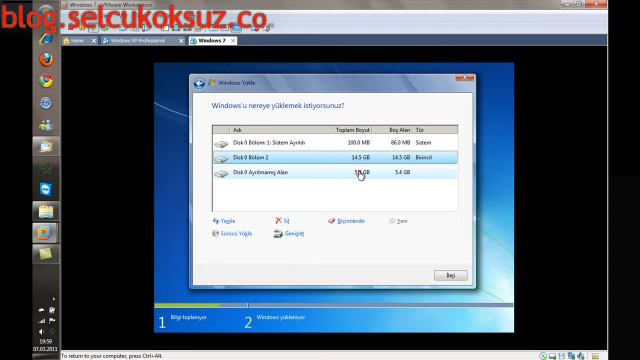 Windows 7 - VMware Workstation
blog.selcukoksuz.co
Home
Windows XP Professional
Windows 7
Windows Yükle
Windows'u nereye yüklemek istiyorsunuz?
Adı Toplam Boyut Boş Alan Tür
Disk 0 Bölüm 1: Sistem Ayrıldı 100.0 MB 86.0 MB Sistem
Disk 0 Bölüm 2 14.5 GB 14.5 GB Birincil
Disk 0 Ayrılmamış Alan GB 5.4 GB
Yenile Sil Biçimlendir Yeni
Sürücü Yükle Genişlet
İleri
1 Bilgi toplanıyor 2 Windows yükleniyor
19:59
07.03.2011
To return to your computer, press Ctrl+Alt.